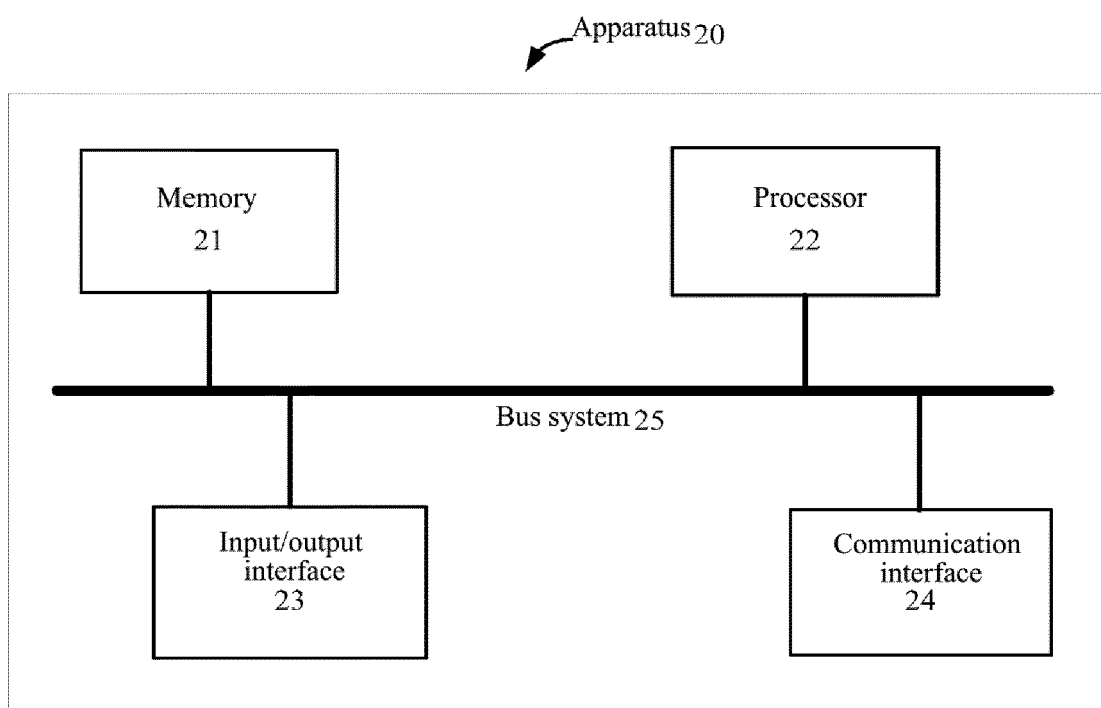 Apparatus 20
Memory
21
Processor
22
Bus system 25
Input/output
interface
23
Communication
interface
24